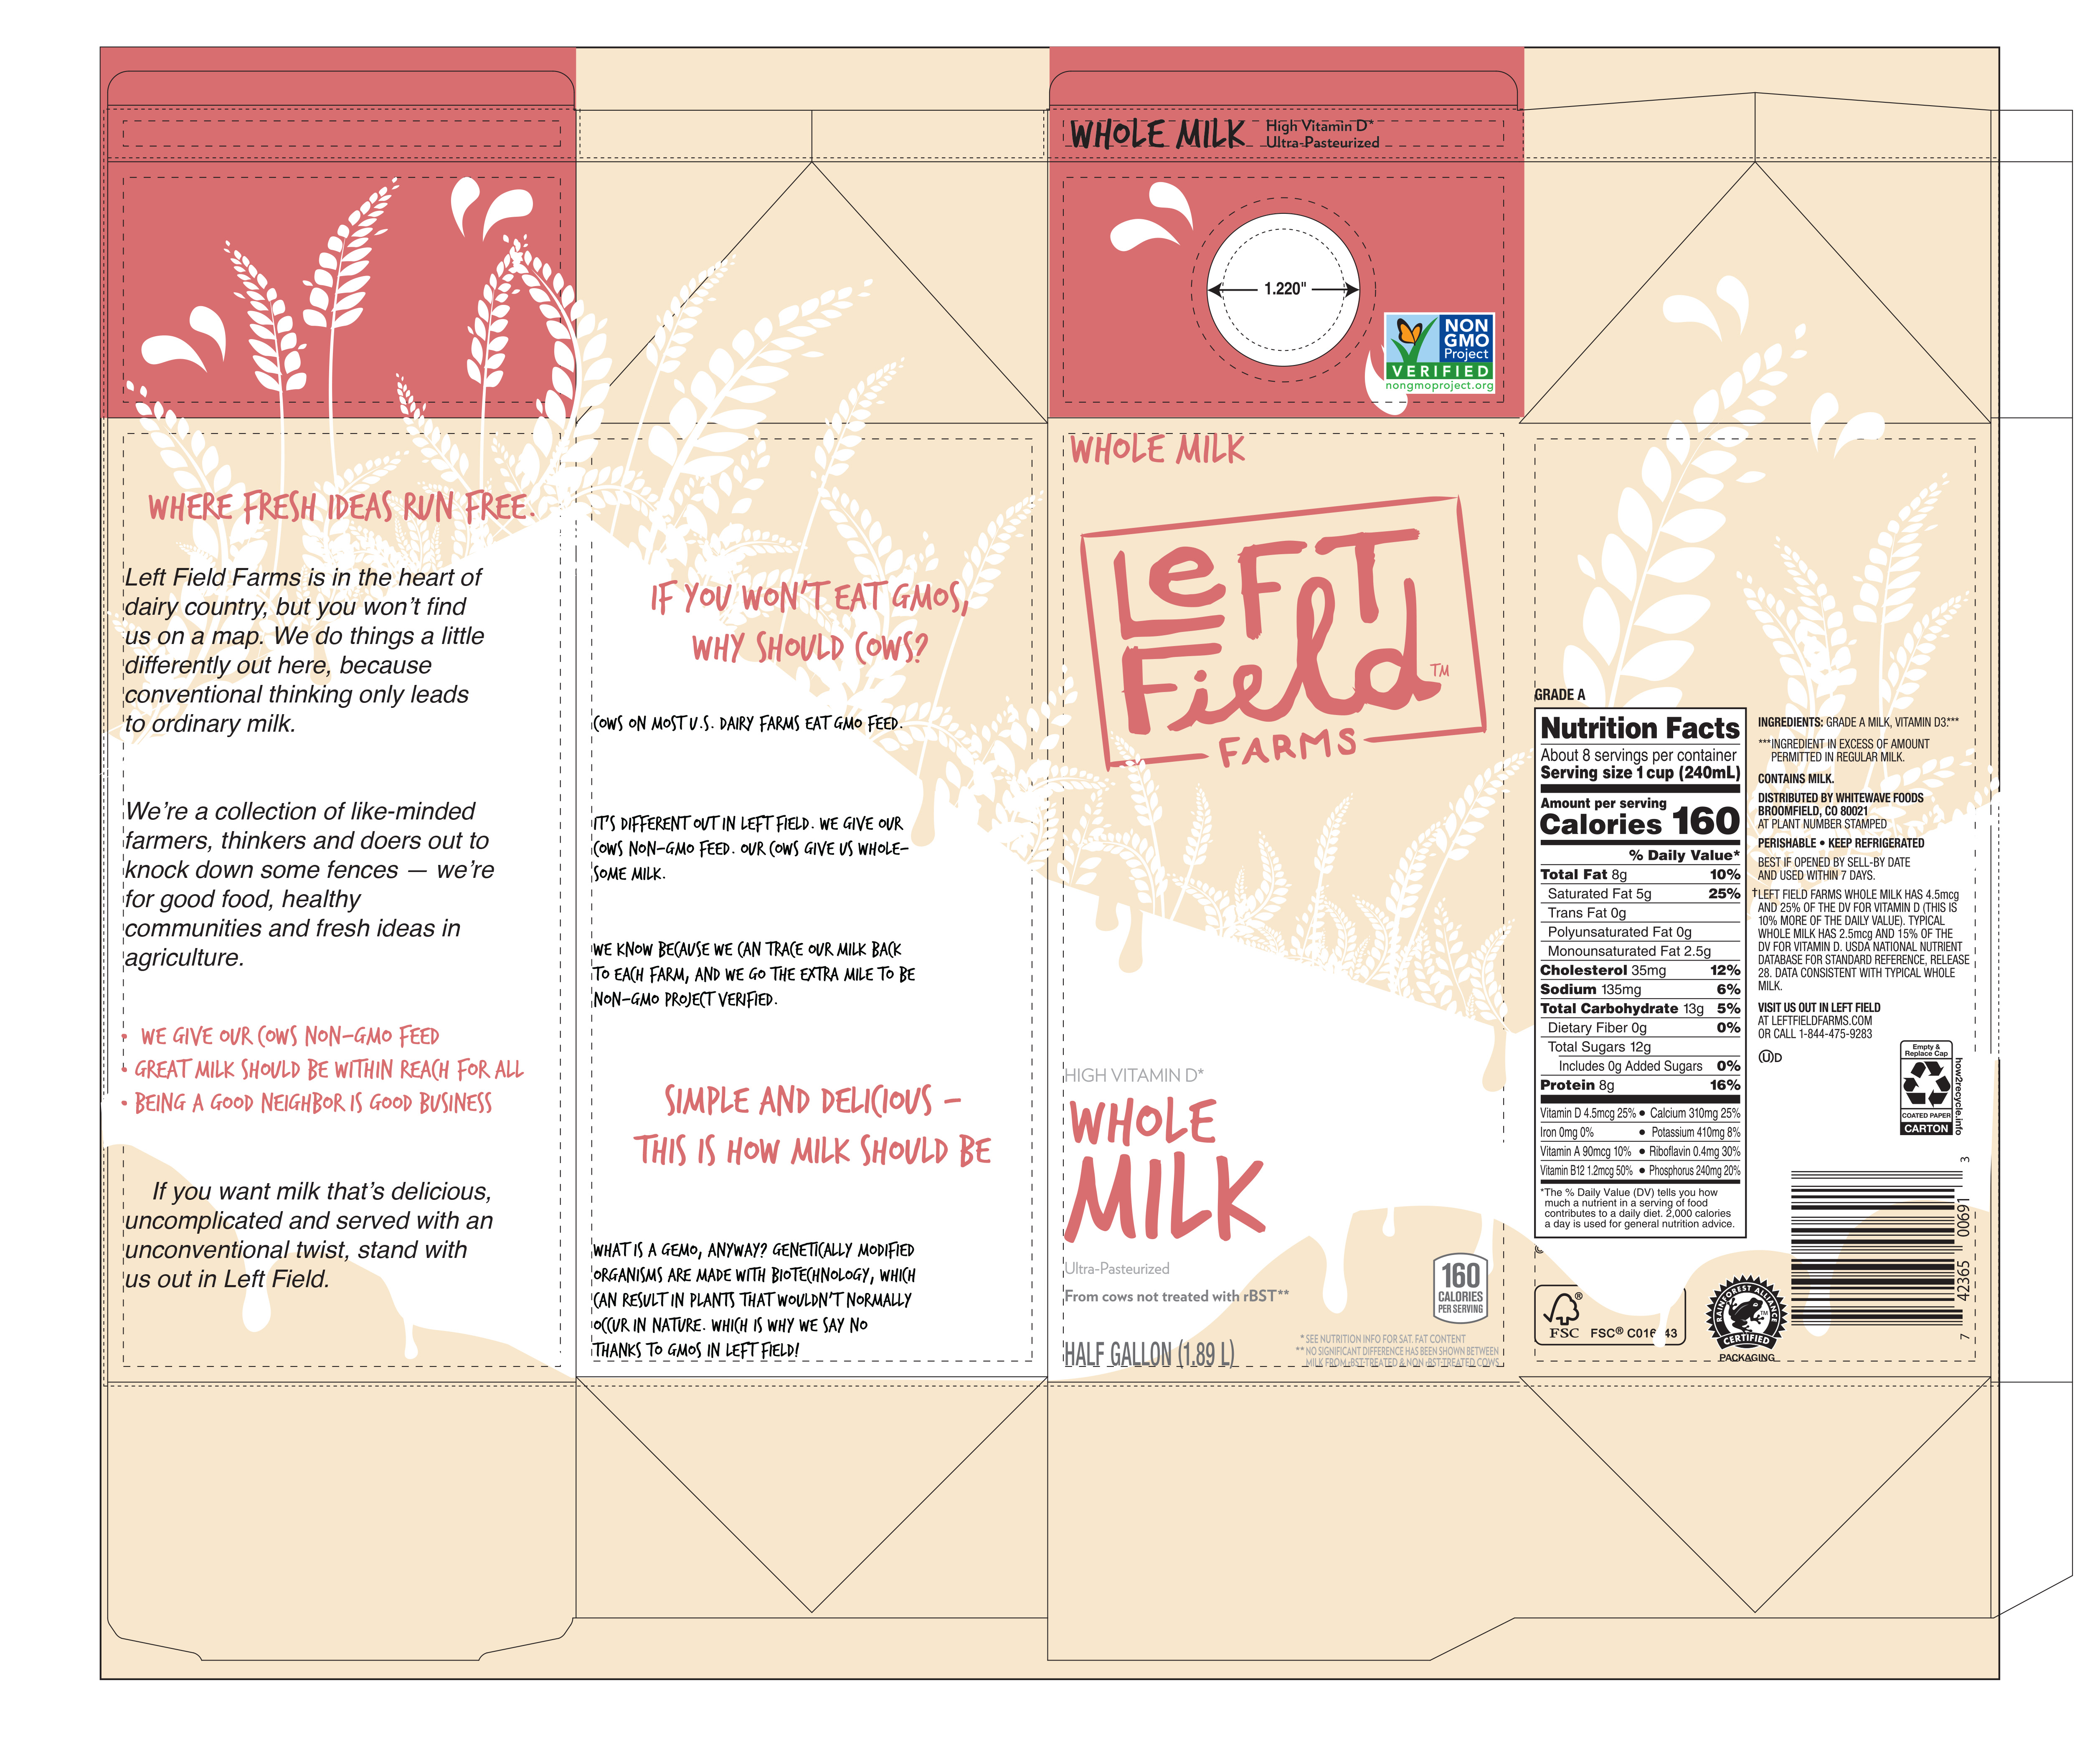 WHOLE MILK
High Vitamin D*
Ultra-Pasteurized
1.220"
NON
GMO
Project
VERIFIED
nongmoproject.org
WHERE FRESH IDEAS RUN FREE.
Left Field Farms is in the heart of
dairy country, but you won't find
us on a map. We do things a little
differently out here, because
conventional thinking only leads
to ordinary milk.
We're a collection of like-minded
farmers, thinkers and doers out to
knock down some fences — we're
for good food, healthy
communities and fresh ideas in
agriculture.
• WE GIVE OUR COWS NON-GMO FEED
• GREAT MILK SHOULD BE WITHIN REACH FOR ALL
• BEING A GOOD NEIGHBOR IS GOOD BUSINESS
If you want milk that's delicious,
uncomplicated and served with an
unconventional twist, stand with
us out in Left Field.
IF YOU WON'T EAT GMOS,
WHY SHOULD COWS?
COWS ON MOST U.S. DAIRY FARMS EAT GMO FEED.
IT'S DIFFERENT OUT IN LEFT FIELD. WE GIVE OUR
COWS NON-GMO FEED. OUR COWS GIVE US WHOLE-
SOME MILK.
WE KNOW BECAUSE WE CAN TRACE OUR MILK BACK
TO EACH FARM, AND WE GO THE EXTRA MILE TO BE
NON-GMO PROJECT VERIFIED.
SIMPLE AND DELICIOUS –
THIS IS HOW MILK SHOULD BE
WHAT IS A GEMO, ANYWAY? GENETICALLY MODIFIED
ORGANISMS ARE MADE WITH BIOTECHNOLOGY, WHICH
CAN RESULT IN PLANTS THAT WOULDN'T NORMALLY
OCCUR IN NATURE. WHICH IS WHY WE SAY NO
THANKS TO GMOS IN LEFT FIELD!
WHOLE MILK
LeFT
Field™
FARMS
HIGH VITAMIN D*
WHOLE
MILK
Ultra-Pasteurized
From cows not treated with rBST**
160
CALORIES
PER SERVING
HALF GALLON (1.89 L)
* SEE NUTRITION INFO FOR SAT. FAT CONTENT
** NO SIGNIFICANT DIFFERENCE HAS BEEN SHOWN BETWEEN
MILK FROM rBST-TREATED & NON rBST-TREATED COWS
GRADE A
Nutrition Facts
About 8 servings per container
Serving size 1 cup (240mL)
Amount per serving
Calories 160
% Daily Value*
Total Fat 8g 10%
Saturated Fat 5g 25%
Trans Fat 0g
Polyunsaturated Fat 0g
Monounsaturated Fat 2.5g
Cholesterol 35mg 12%
Sodium 135mg 6%
Total Carbohydrate 13g 5%
Dietary Fiber 0g 0%
Total Sugars 12g
Includes 0g Added Sugars 0%
Protein 8g 16%
Vitamin D 4.5mcg 25% • Calcium 310mg 25%
Iron 0mg 0% • Potassium 410mg 8%
Vitamin A 90mcg 10% • Riboflavin 0.4mg 30%
Vitamin B12 1.2mcg 50% • Phosphorus 240mg 20%
*The % Daily Value (DV) tells you how
much a nutrient in a serving of food
contributes to a daily diet. 2,000 calories
a day is used for general nutrition advice.
INGREDIENTS: GRADE A MILK, VITAMIN D3.***
***INGREDIENT IN EXCESS OF AMOUNT
PERMITTED IN REGULAR MILK.
CONTAINS MILK.
DISTRIBUTED BY WHITEWAVE FOODS
BROOMFIELD, CO 80021
AT PLANT NUMBER STAMPED
PERISHABLE • KEEP REFRIGERATED
BEST IF OPENED BY SELL-BY DATE
AND USED WITHIN 7 DAYS.
†LEFT FIELD FARMS WHOLE MILK HAS 4.5mcg
AND 25% OF THE DV FOR VITAMIN D (THIS IS
10% MORE OF THE DAILY VALUE). TYPICAL
WHOLE MILK HAS 2.5mcg AND 15% OF THE
DV FOR VITAMIN D. USDA NATIONAL NUTRIENT
DATABASE FOR STANDARD REFERENCE, RELEASE
28. DATA CONSISTENT WITH TYPICAL WHOLE
MILK.
VISIT US OUT IN LEFT FIELD
AT LEFTFIELDFARMS.COM
OR CALL 1-844-475-9283
ⓊD
Empty &
Replace Cap
COATED PAPER
CARTON
how2recycle.info
FSC®
FSC® C016 43
RAINFOREST ALLIANCE
CERTIFIED
TM
PACKAGING
7 42365 00691 3